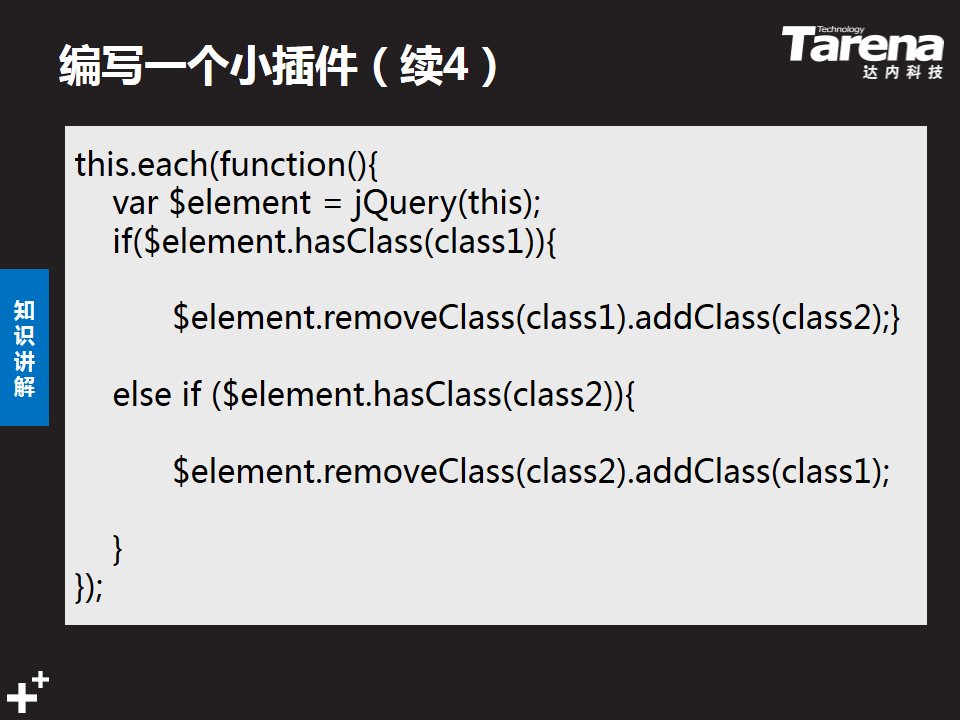 编写一个小插件（续4）
Technology
Tarena
达内科技
知识讲解
this.each(function(){
var $element = jQuery(this);
if($element.hasClass(class1)){
$element.removeClass(class1).addClass(class2);}
else if ($element.hasClass(class2)){
$element.removeClass(class2).addClass(class1);
}
});